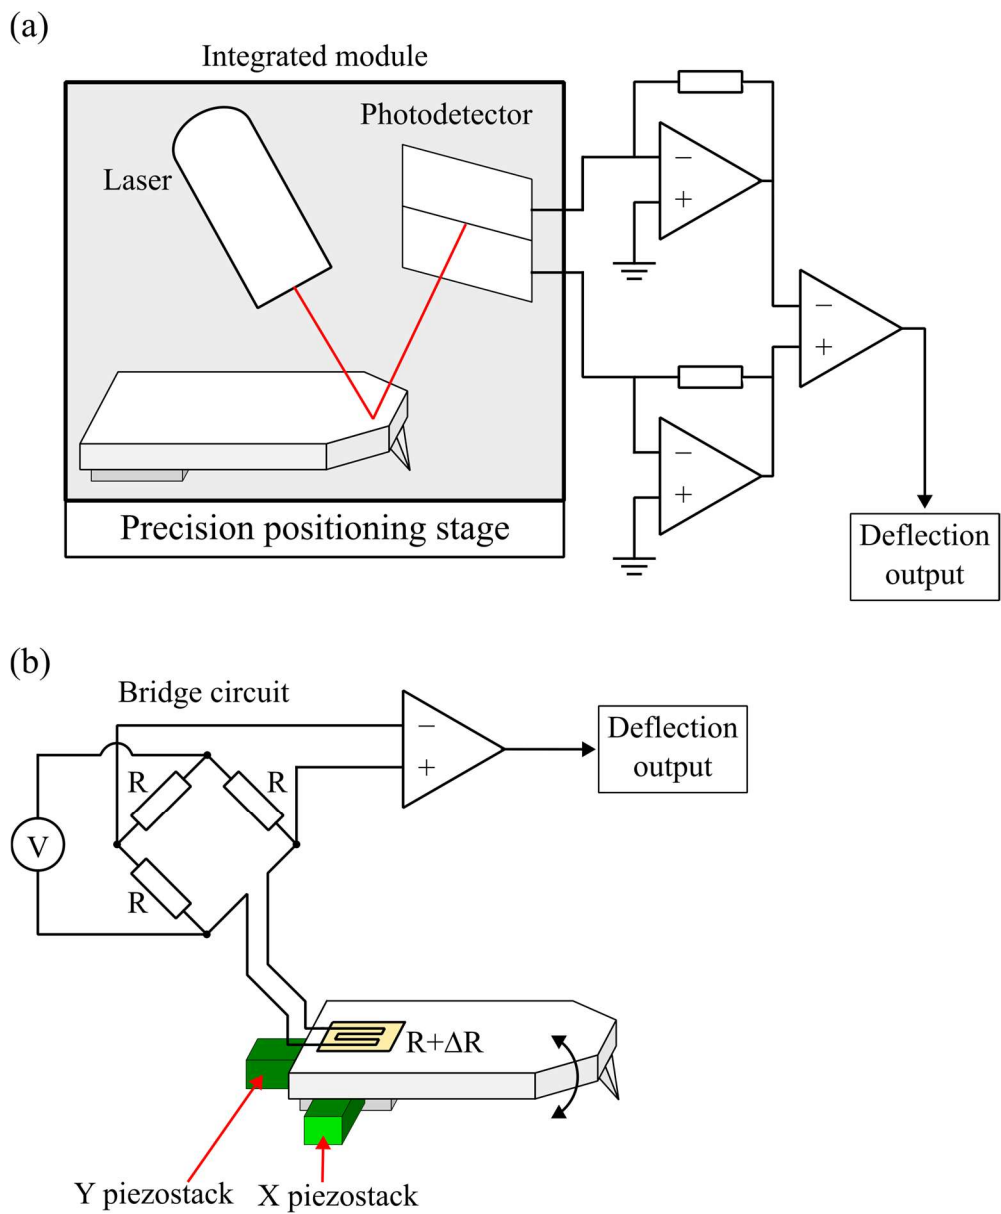 (a)
Integrated module
Photodetector
Laser
−
+
−
+
−
+
Precision positioning stage
Deflection
output
(b)
Bridge circuit
−
+
Deflection
output
R
R
V
R
R+ΔR
Y piezostack
X piezostack